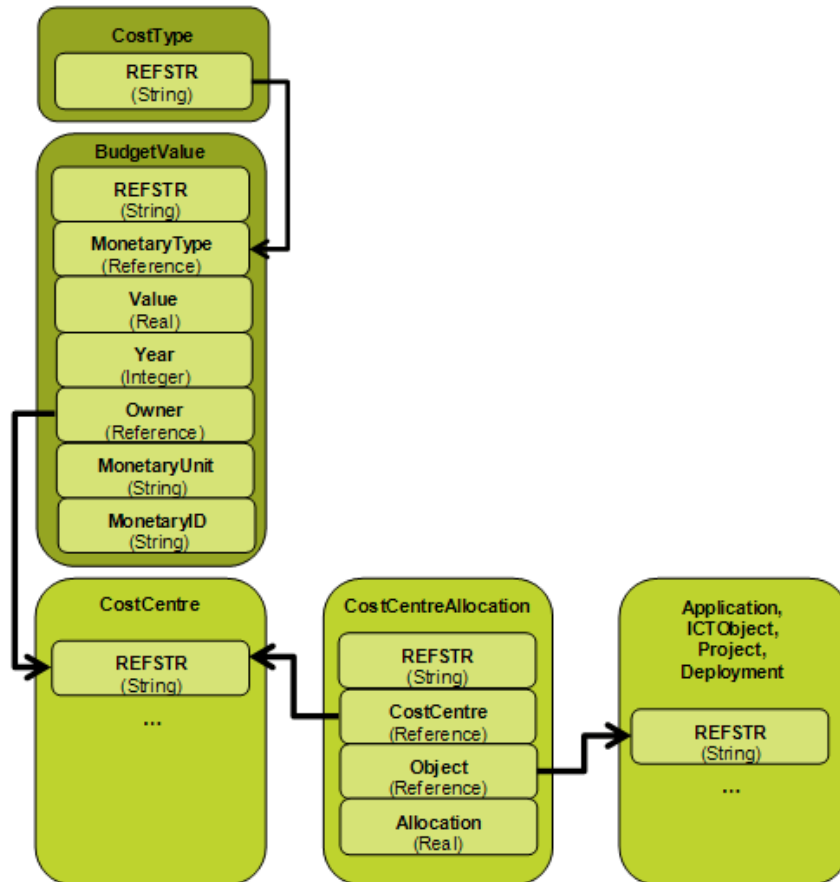 CostType
REFSTR
(String)
BudgetValue
REFSTR
(String)
MonetaryType
(Reference)
Value
(Real)
Year
(Integer)
Owner
(Reference)
MonetaryUnit
(String)
MonetaryID
(String)
CostCentre
REFSTR
(String)
...
CostCentreAllocation
REFSTR
(String)
CostCentre
(Reference)
Object
(Reference)
Allocation
(Real)
Application,
ICTObject,
Project,
Deployment
REFSTR
(String)
...